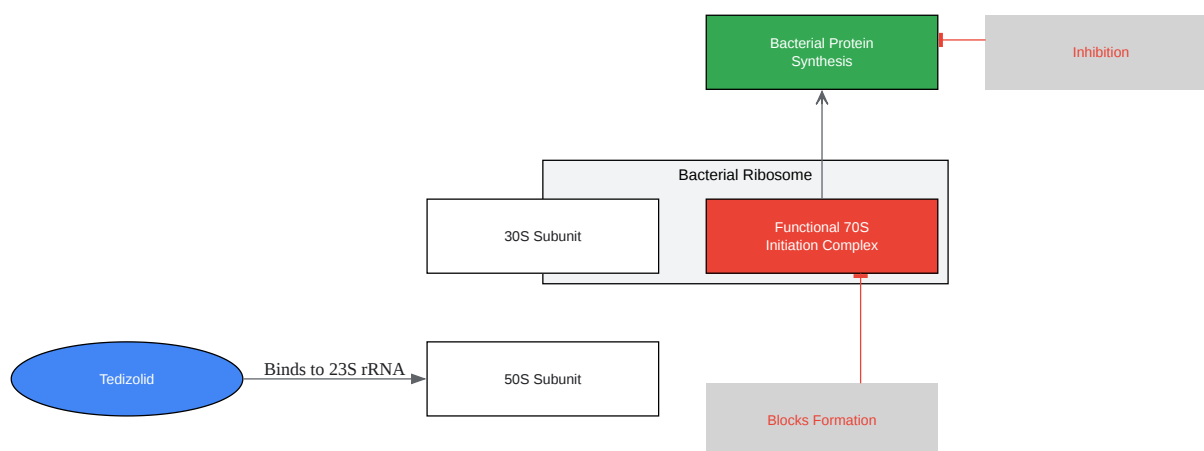 Bacterial Protein
Synthesis
Inhibition
Bacterial Ribosome
30S Subunit
Functional 70S
Initiation Complex
Tedizolid
Binds to 23S rRNA
50S Subunit
Blocks Formation